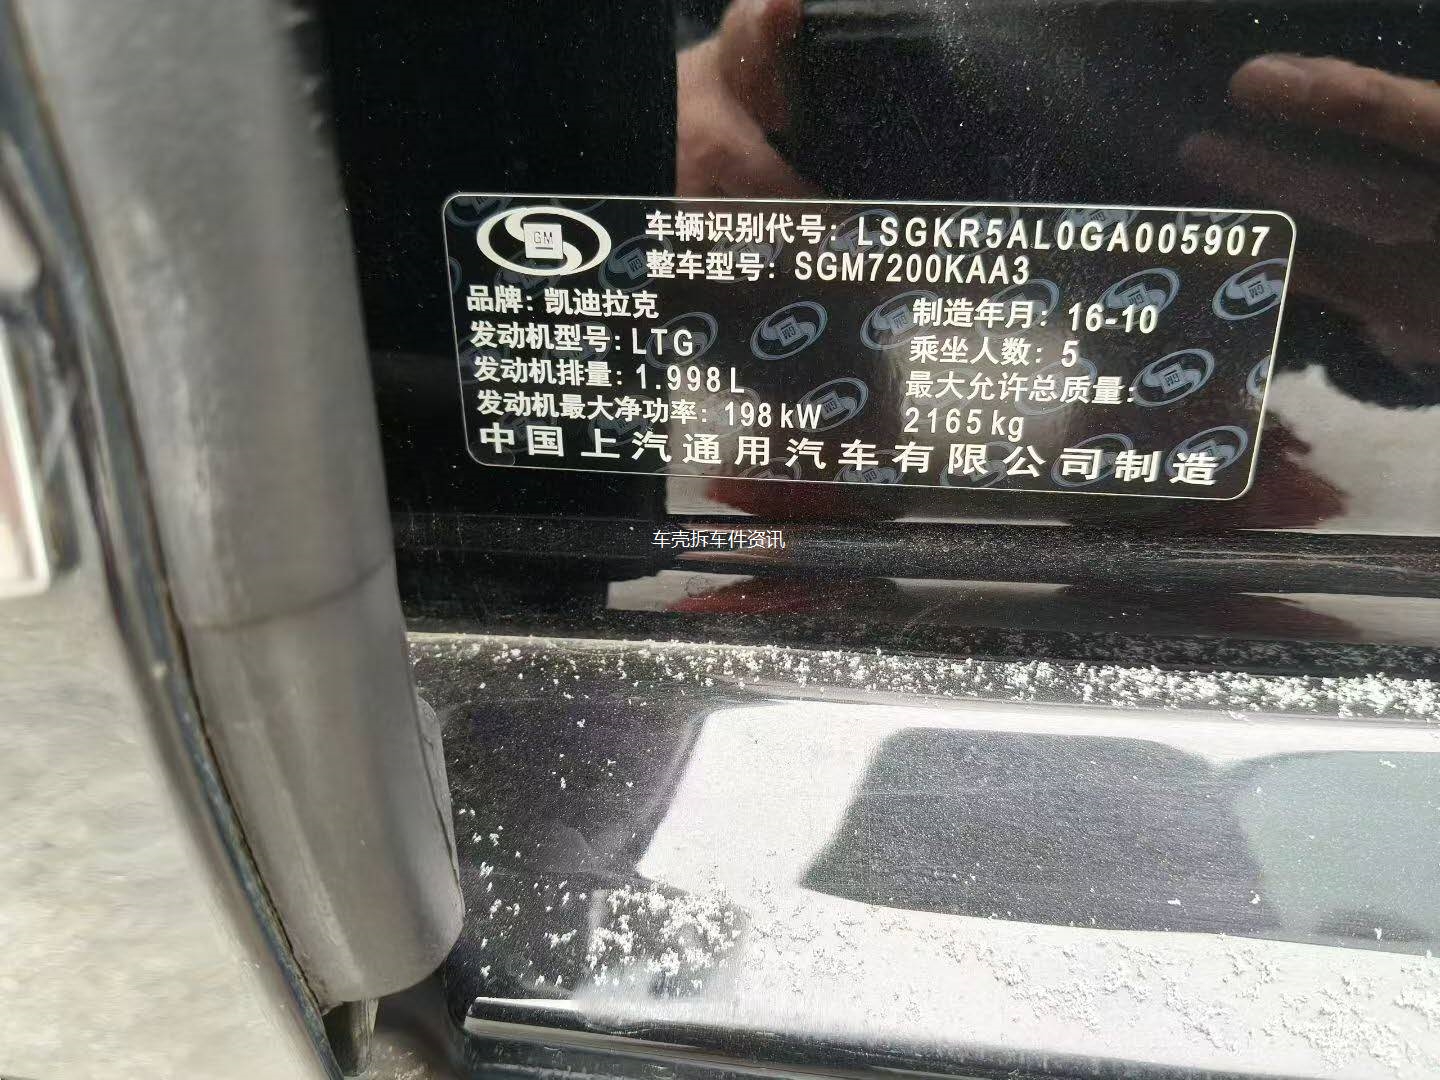 GM
车辆识别代号: LSGKR5AL0GA005907
整车型号: SGM7200KAA3
品牌: 凯迪拉克
制造年月: 16-10
发动机型号: LTG
乘坐人数: 5
发动机排量: 1.998L
最大允许总质量:
2165kg
发动机最大净功率: 198kW
中国上汽通用汽车有限公司制造
车壳拆车件资讯